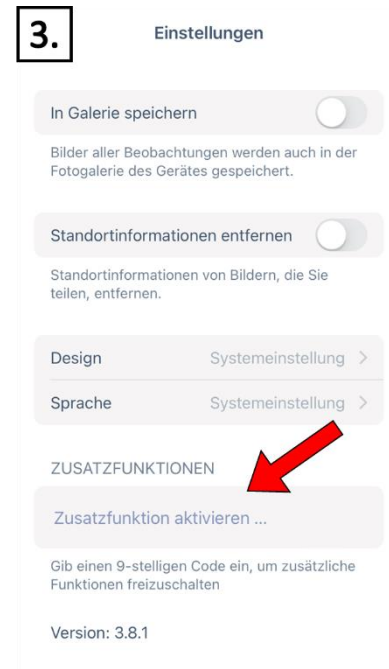 3.
Einstellungen
In Galerie speichern
Bilder aller Beobachtungen werden auch in der
Fotogalerie des Gerätes gespeichert.
Standortinformationen entfernen
Standortinformationen von Bildern, die Sie
teilen, entfernen.
Design Systemeinstellung >
Sprache Systemeinstellung >
ZUSATZFUNKTIONEN
Zusatzfunktion aktivieren ...
Gib einen 9-stelligen Code ein, um zusätzliche
Funktionen freizuschalten
Version: 3.8.1